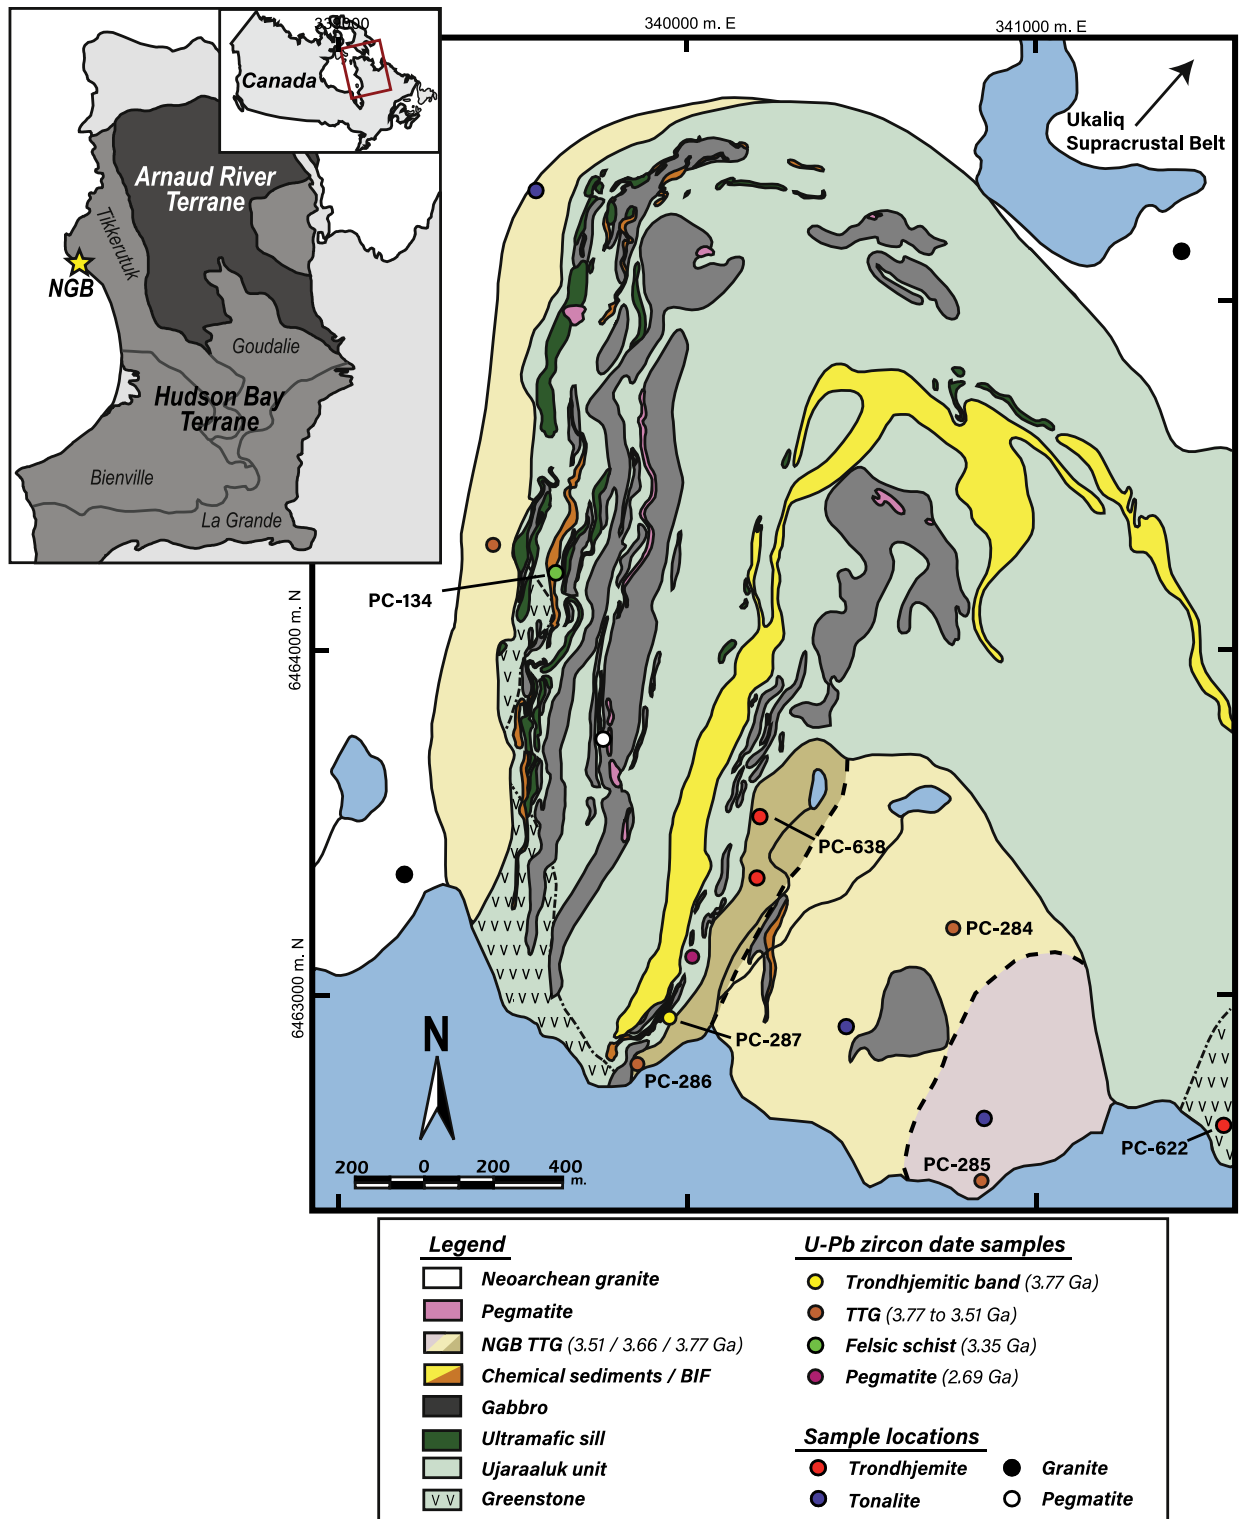 339000
340000 m. E
341000 m. E
Canada
Arnaud River
Terrane
Tikkerutuk
NGB
Goudalie
Hudson Bay
Terrane
Bienville
La Grande
Ukaliq
Supracrustal Belt
PC-134
6464000 m. N
PC-638
PC-284
6463000 m. N
PC-287
PC-286
N
PC-622
PC-285
200 0 200 400
m.
V V
Legend
Neoarchean granite
Pegmatite
NGB TTG (3.51 / 3.66 / 3.77 Ga)
Chemical sediments / BIF
Gabbro
Ultramafic sill
Ujaraaluk unit
V V Greenstone
U-Pb zircon date samples
Trondhjemitic band (3.77 Ga)
TTG (3.77 to 3.51 Ga)
Felsic schist (3.35 Ga)
Pegmatite (2.69 Ga)
Sample locations
Trondhjemite
Granite
Tonalite
Pegmatite